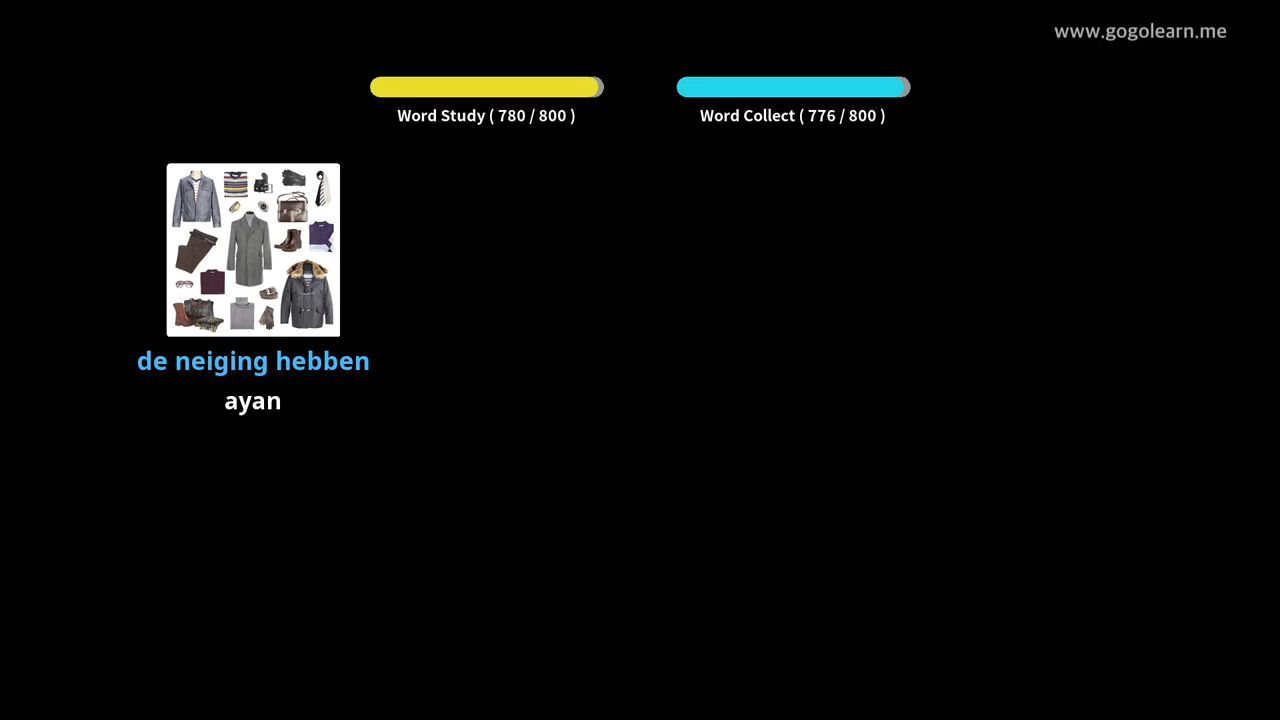 www.gogolearn.me
Word Study ( 780 / 800 )
Word Collect ( 776 / 800 )
de neiging hebben
ayan